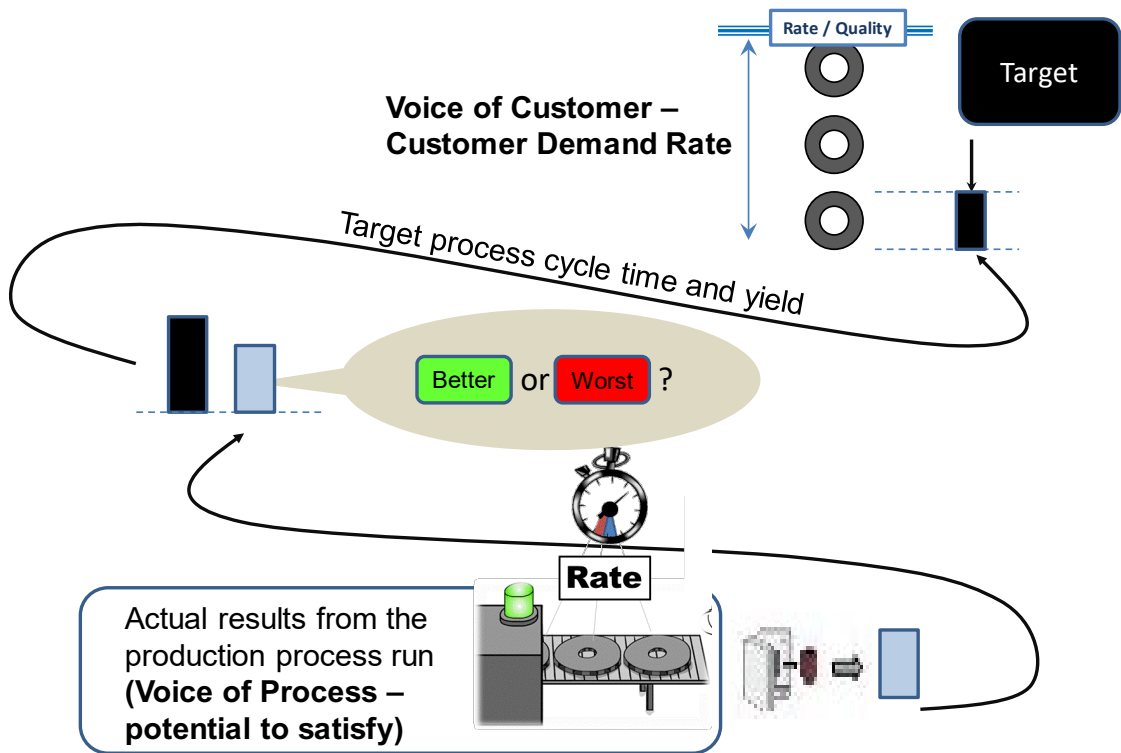 Rate / Quality
Target
Voice of Customer –
Customer Demand Rate
Target process cycle time and yield
Better or Worst ?
Rate
Actual results from the
production process run
(Voice of Process –
potential to satisfy)